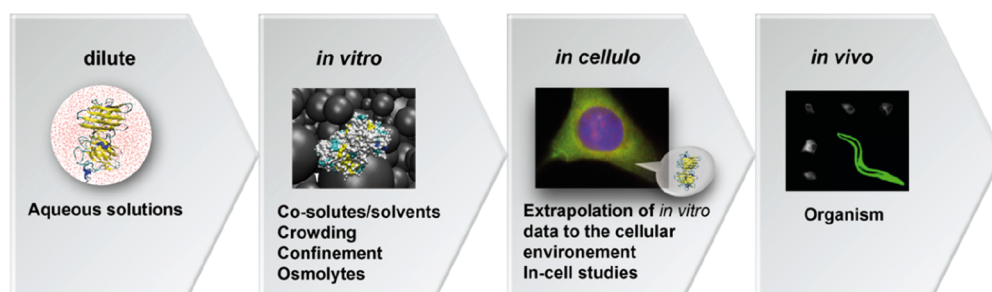 dilute
Aqueous solutions
in vitro
Co-solutes/solvents
Crowding
Confinement
Osmolytes
in cellulo
Extrapolation of in vitro
data to the cellular
environement
In-cell studies
in vivo
Organism